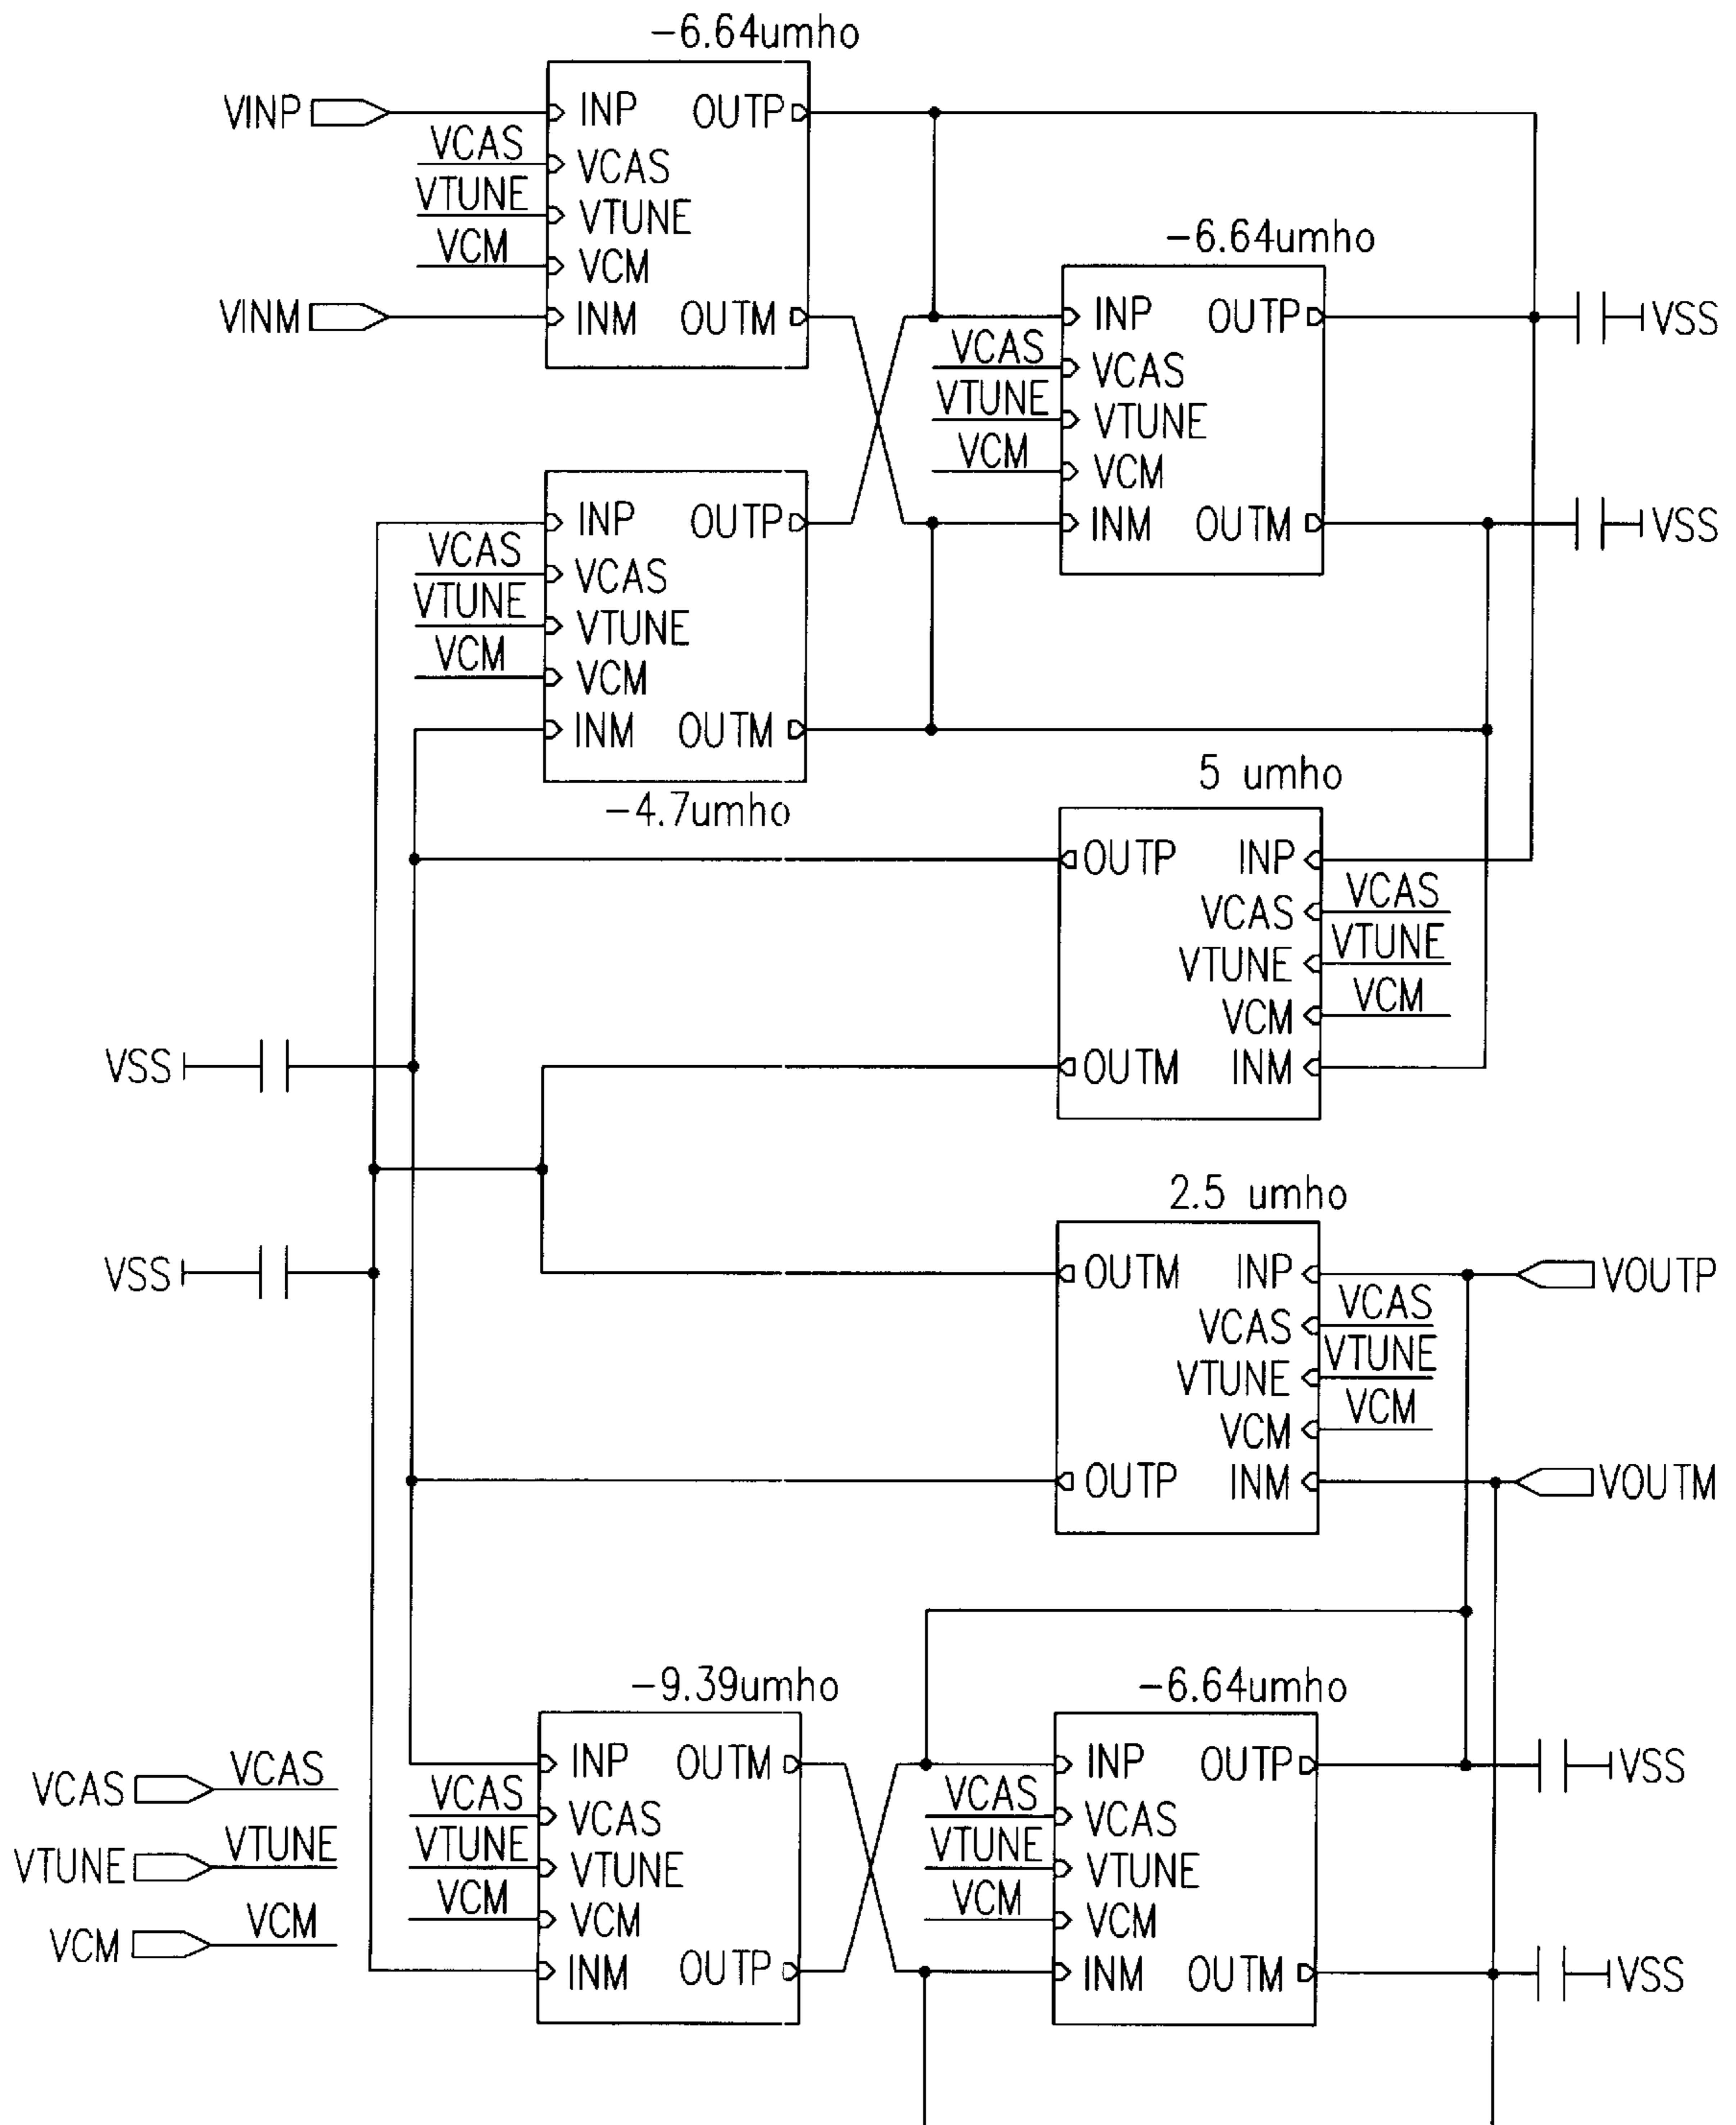 -6.64umho
VINP
INP OUTP
VCAS
VCAS
VTUNE
VTUNE
VCM
VCM
VINM
INM OUTM
-6.64umho
INP OUTP
VSS
VCAS
VCAS
VTUNE
VTUNE
VCM
VCM
INM OUTM
VSS
INP OUTP
VCAS
VCAS
VTUNE
VTUNE
VCM
VCM
INM OUTM
-4.7umho
5 umho
OUTP INP
VCAS
VCAS
VTUNE
VTUNE
VCM
VCM
OUTM INM
VSS
VSS
2.5 umho
OUTM INP
VOUTP
VCAS
VCAS
VTUNE
VTUNE
VCM
VCM
OUTP INM
VOUTM
-9.39umho
INP OUTM
VCAS
VCAS
VTUNE
VTUNE
VCM
VCM
INM OUTP
-6.64umho
INP OUTP
VSS
VCAS
VCAS
VTUNE
VTUNE
VCM
VCM
INM OUTM
VSS
VCAS VCAS
VTUNE VTUNE
VCM VCM